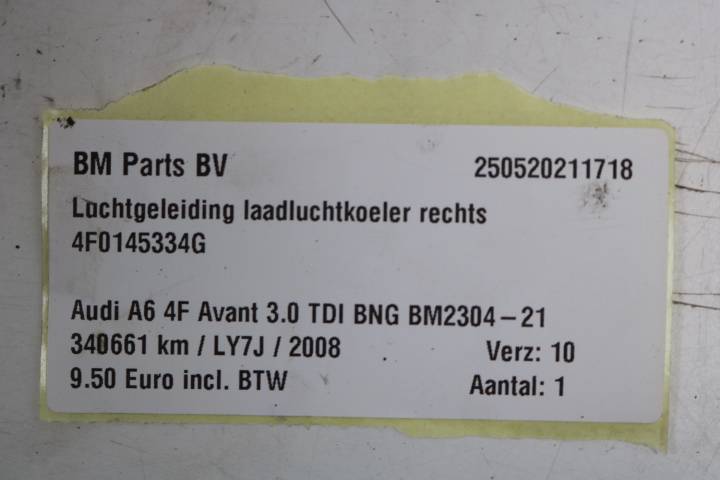 BM Parts BV 250520211718
Luchtgeleiding laadluchtkoeler rechts
4F0145334G
Audi A6 4F Avant 3.0 TDI BNG BM2304-21
340661 km / LY7J / 2008 Verz: 10
9.50 Euro incl. BTW Aantal: 1